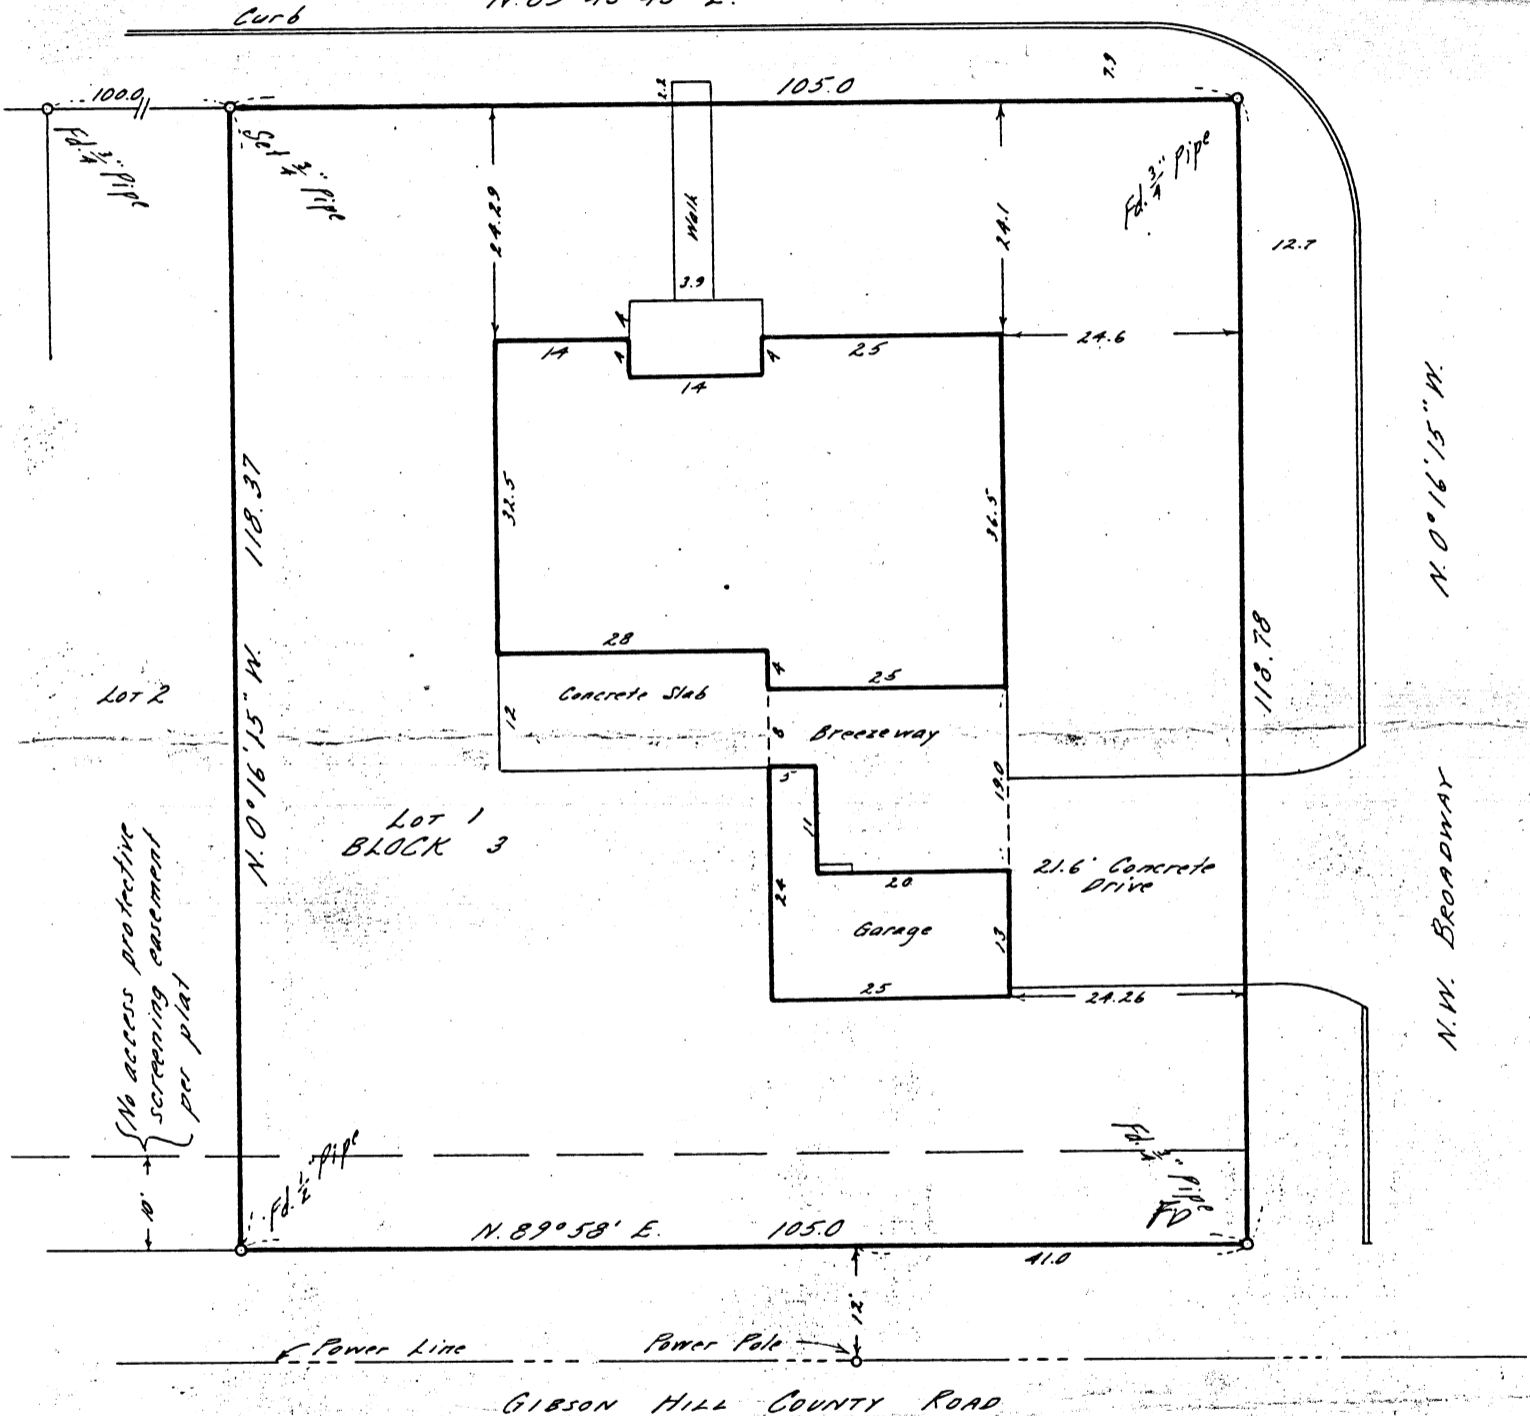 Curb
100.0
105.0
7.9
2.2
Fd. 3/4" Pipe
Set 3/4" Pipe
Fd. 3/4" Pipe
24.29
Walk
24.1
12.7
3.9
4
14
4
14
4
25
24.6
N. 0° 16' 15" W.
118.37
32.5
36.5
28
4
25
118.78
LOT 2
Concrete Slab
12
8
Breezeway
N. 0° 16' 15" W.
5
19.0
LOT 1
BLOCK 3
11
21.6' Concrete
Drive
20
24
Garage
13
25
24.26
N.W. BROADWAY
{No access protective
screening easement
per plat
10'
Fd. 1/2" Pipe
Fd. 3/4" Pipe
FD
N. 89° 58' E.
105.0
41.0
12'
Power Line
Power Pole
GIBSON HILL COUNTY ROAD